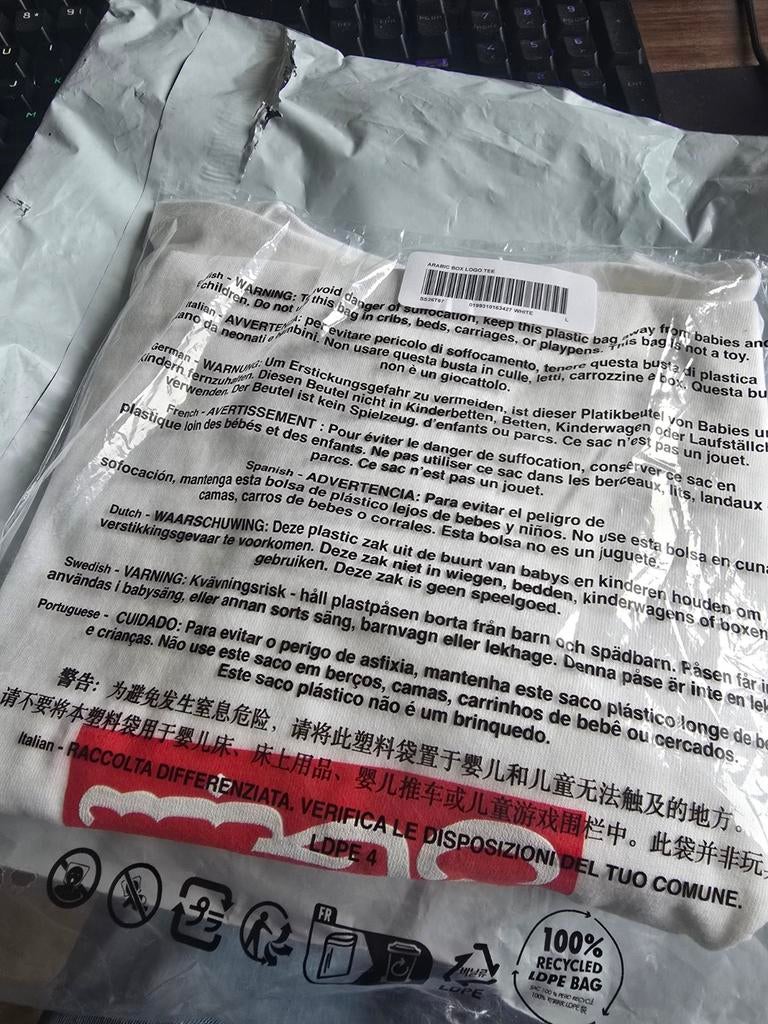 ARABIC BOX LOGO TEE
SS26T67 0199310163427 WHITE L
ish - WARNING: T void danger of suffocation, keep this plastic bag way from babies and
children. Do not u this bag in cribs, beds, carriages, or playpens. This bag is not a toy.
Italian - AVVERTENZA: per evitare pericolo di soffocamento, tenere questa busta di plastica
ano da neonati e bambini. Non usare questa busta in culle, letti, carrozzine e box. Questa bu
non è un giocattolo.
German - WARNUNG: Um Erstickungsgefahr zu vermeiden, ist dieser Platikbeutel von Babies u
Kindern fernzuhalten. Diesen Beutel nicht in Kinderbetten, Betten, Kinderwagen oder Laufställch
verwenden. Der Beutel ist kein Spielzeug. d'enfants ou parcs. Ce sac n'est pas un jouet.
French - AVERTISSEMENT : Pour éviter le danger de suffocation, conserver ce sac en
plastique loin des bébés et des enfants. Ne pas utiliser ce sac dans les berceaux, lits, landaux
parcs. Ce sac n'est pas un jouet.
Spanish - ADVERTENCIA: Para evitar el peligro de
sofocación, mantenga esta bolsa de plástico lejos de bebes y niños. No use esta bolsa en cuna
camas, carros de bebes o corrales. Esta bolsa no es un juguete.
Dutch - WAARSCHUWING: Deze plastic zak uit de buurt van babys en kinderen houden om
verstikkingsgevaar te voorkomen. Deze zak niet in wiegen, bedden, kinderwagens of boxen
gebruiken. Deze zak is geen speelgoed.
Swedish - VARNING: Kvävningsrisk - håll plastpåsen borta från barn och spädbarn. Påsen får in
användas i babysäng, eller annan sorts säng, barnvagn eller lekhage. Denna påse är inte en lek
Portuguese - CUIDADO: Para evitar o perigo de asfixia, mantenha este saco plástico longe de be
e crianças. Não use este saco em berços, camas, carrinhos de bebê ou cercados.
Este saco plástico não é um brinquedo.
警告：为避免发生窒息危险，请将此塑料袋置于婴儿和儿童无法触及的地方。
请不要将本塑料袋用于婴儿床、床上用品、婴儿推车或儿童游戏围栏中。此袋并非玩
Italian - RACCOLTA DIFFERENZIATA. VERIFICA LE DISPOSIZIONI DEL TUO COMUNE.
LDPE 4
FR
비닐류
LDPE
100%
RECYCLED
LDPE BAG